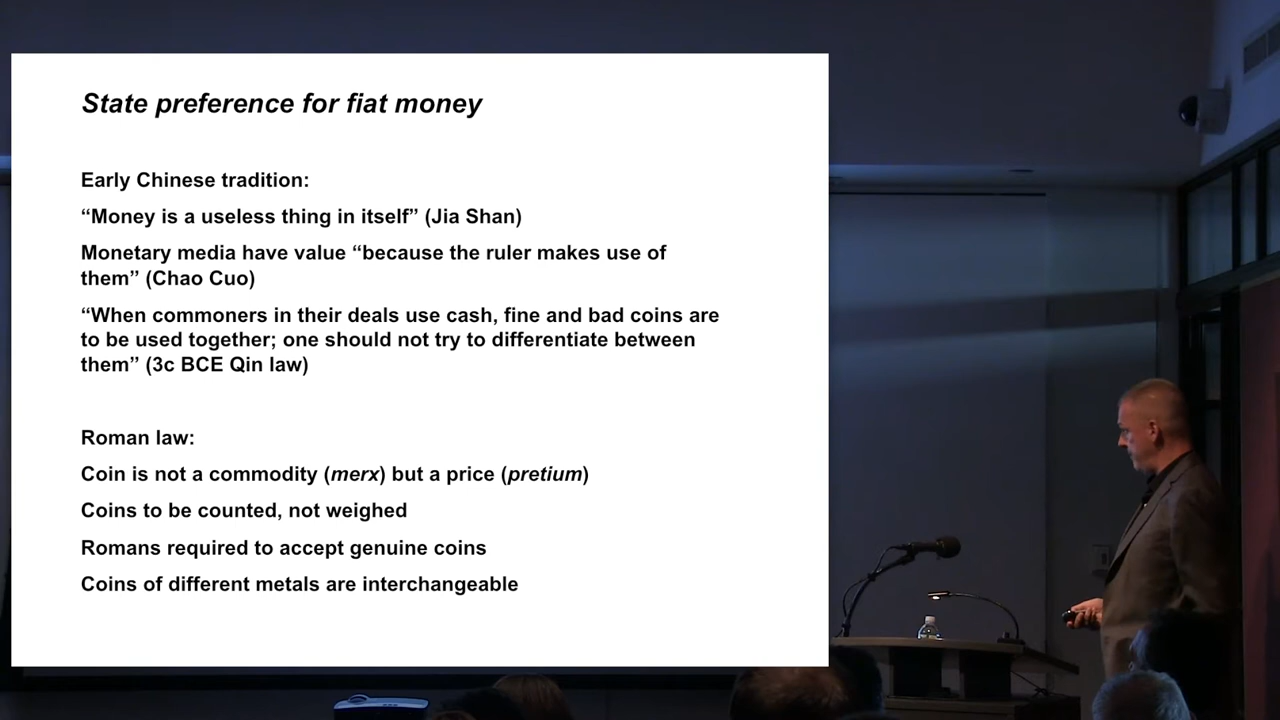 State preference for fiat money
Early Chinese tradition:
“Money is a useless thing in itself” (Jia Shan)
Monetary media have value “because the ruler makes use of
them” (Chao Cuo)
“When commoners in their deals use cash, fine and bad coins are
to be used together; one should not try to differentiate between
them” (3c BCE Qin law)
Roman law:
Coin is not a commodity (merx) but a price (pretium)
Coins to be counted, not weighed
Romans required to accept genuine coins
Coins of different metals are interchangeable